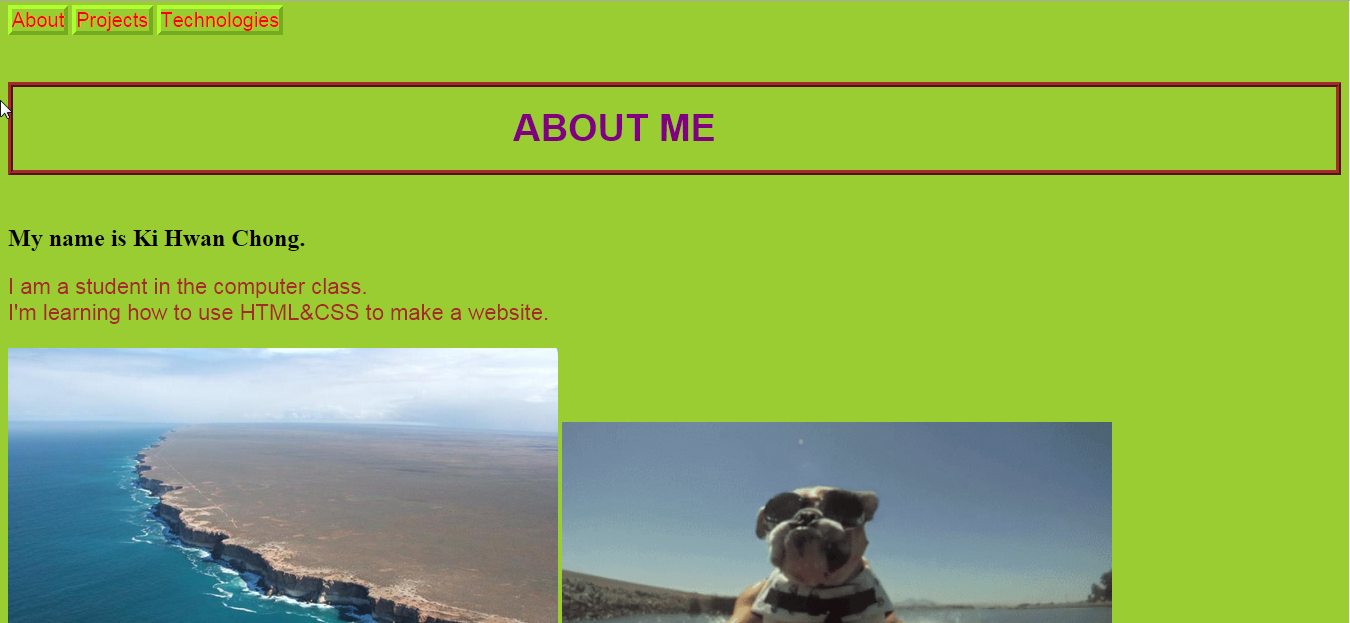 About Projects Technologies
ABOUT ME
My name is Ki Hwan Chong.
I am a student in the computer class.
I'm learning how to use HTML&CSS to make a website.